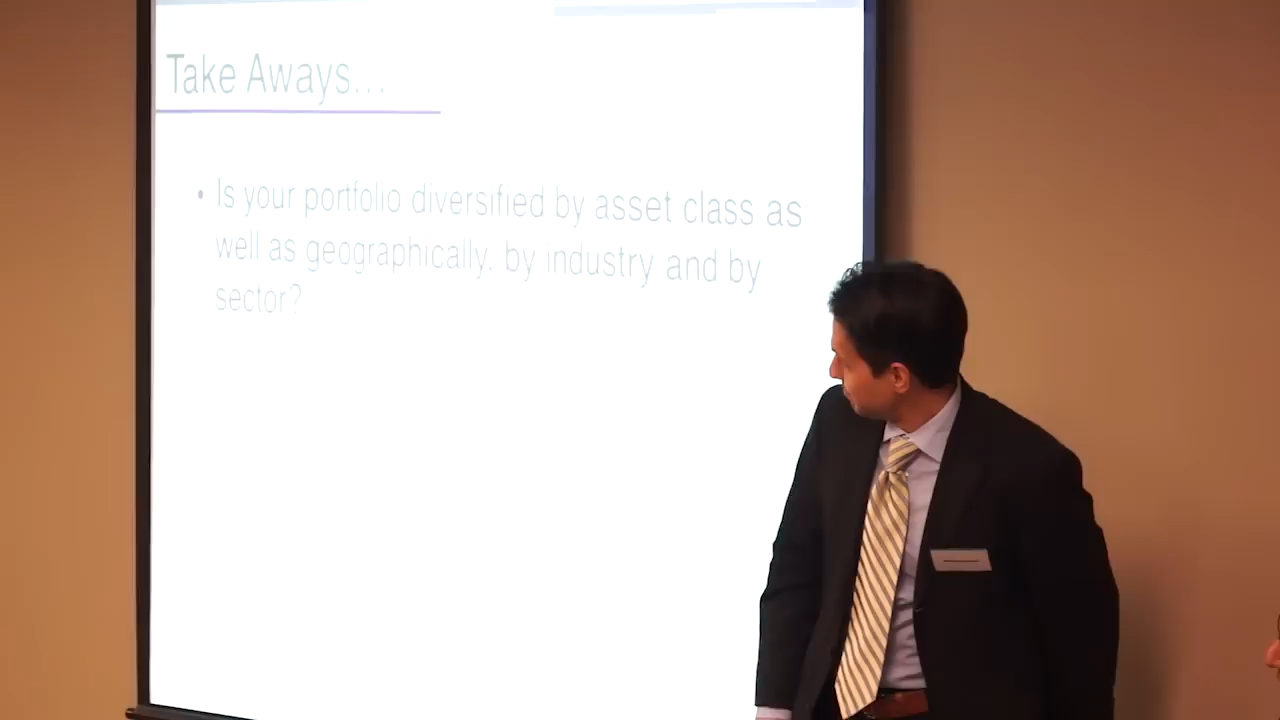 Take Aways...
• Is your portfolio diversified by asset class as
well as geographically, by industry and by
sector?